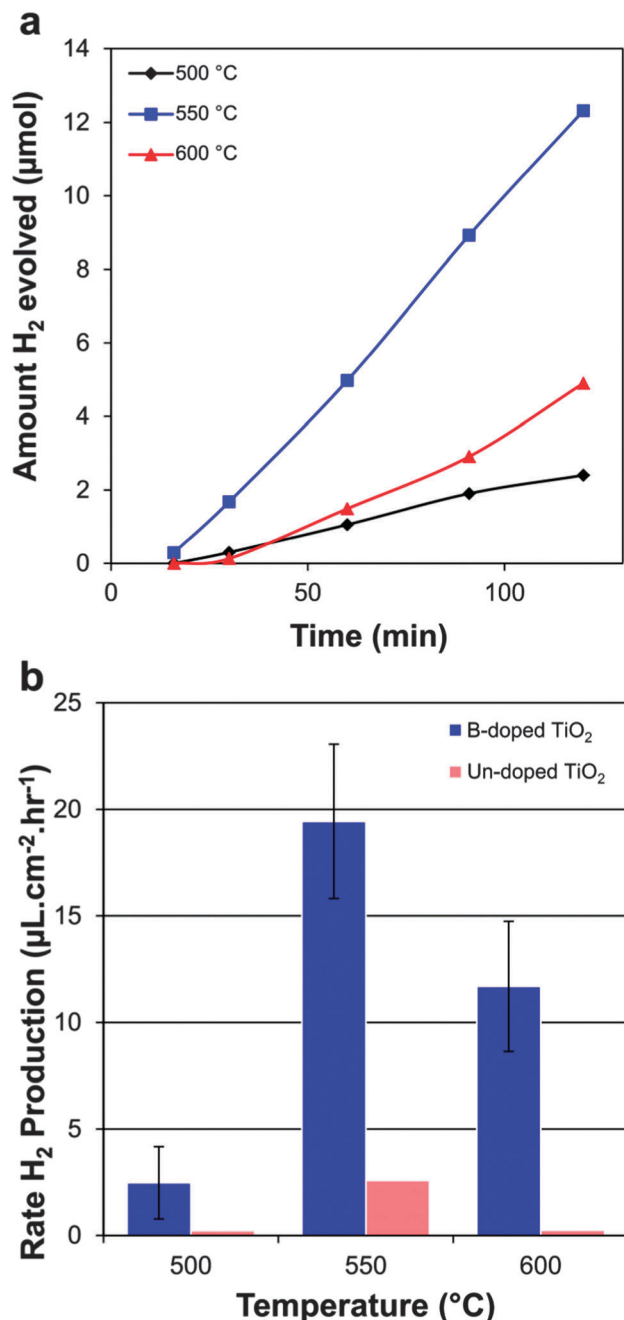 a
14
12
10
8
6
4
2
0
0
50
100
500 °C
550 °C
600 °C
Amount H₂ evolved (µmol)
Time (min)
b
25
20
15
10
5
0
B-doped TiO₂
Un-doped TiO₂
Rate H₂ Production (µL.cm⁻².hr⁻¹)
500
550
600
Temperature (°C)